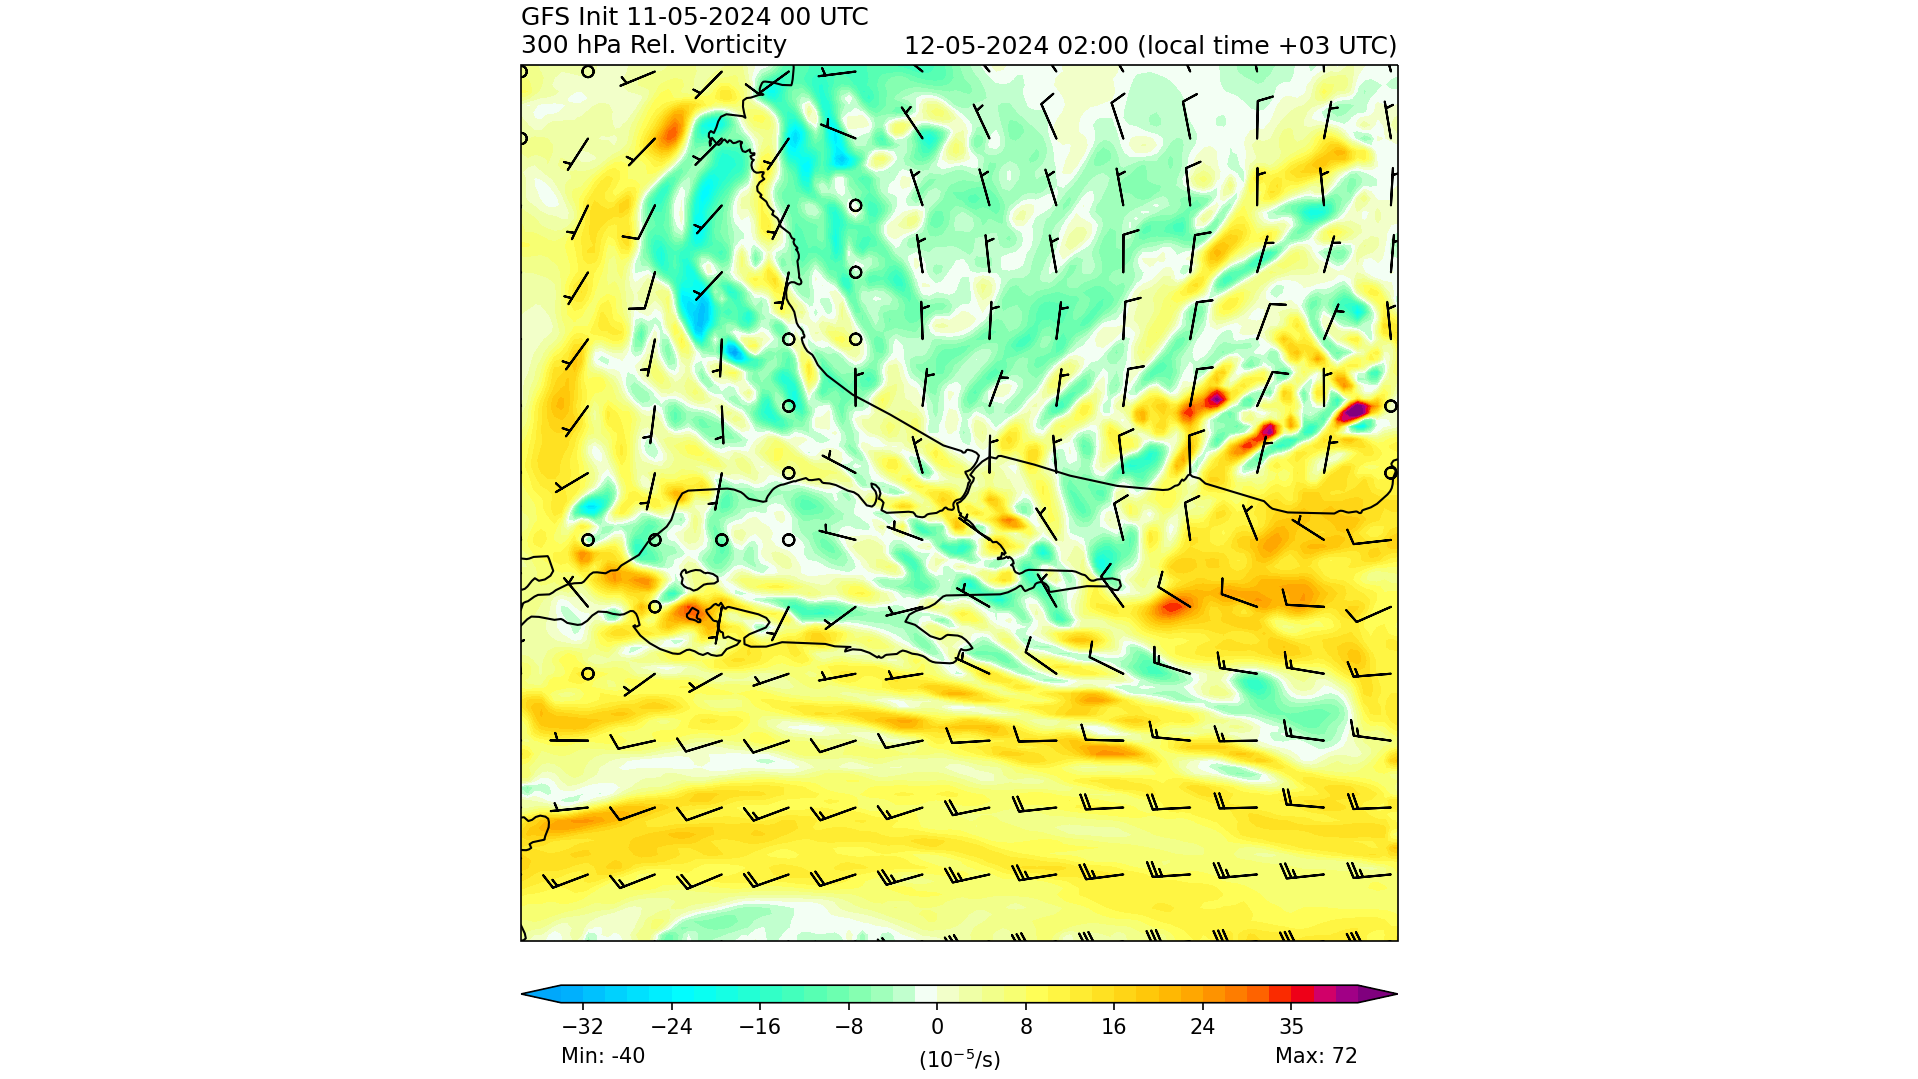 GFS Init 11-05-2024 00 UTC
300 hPa Rel. Vorticity
12-05-2024 02:00 (local time +03 UTC)
−32 −24 −16 −8 0 8 16 24 35
Min: -40 (10⁻⁵/s) Max: 72